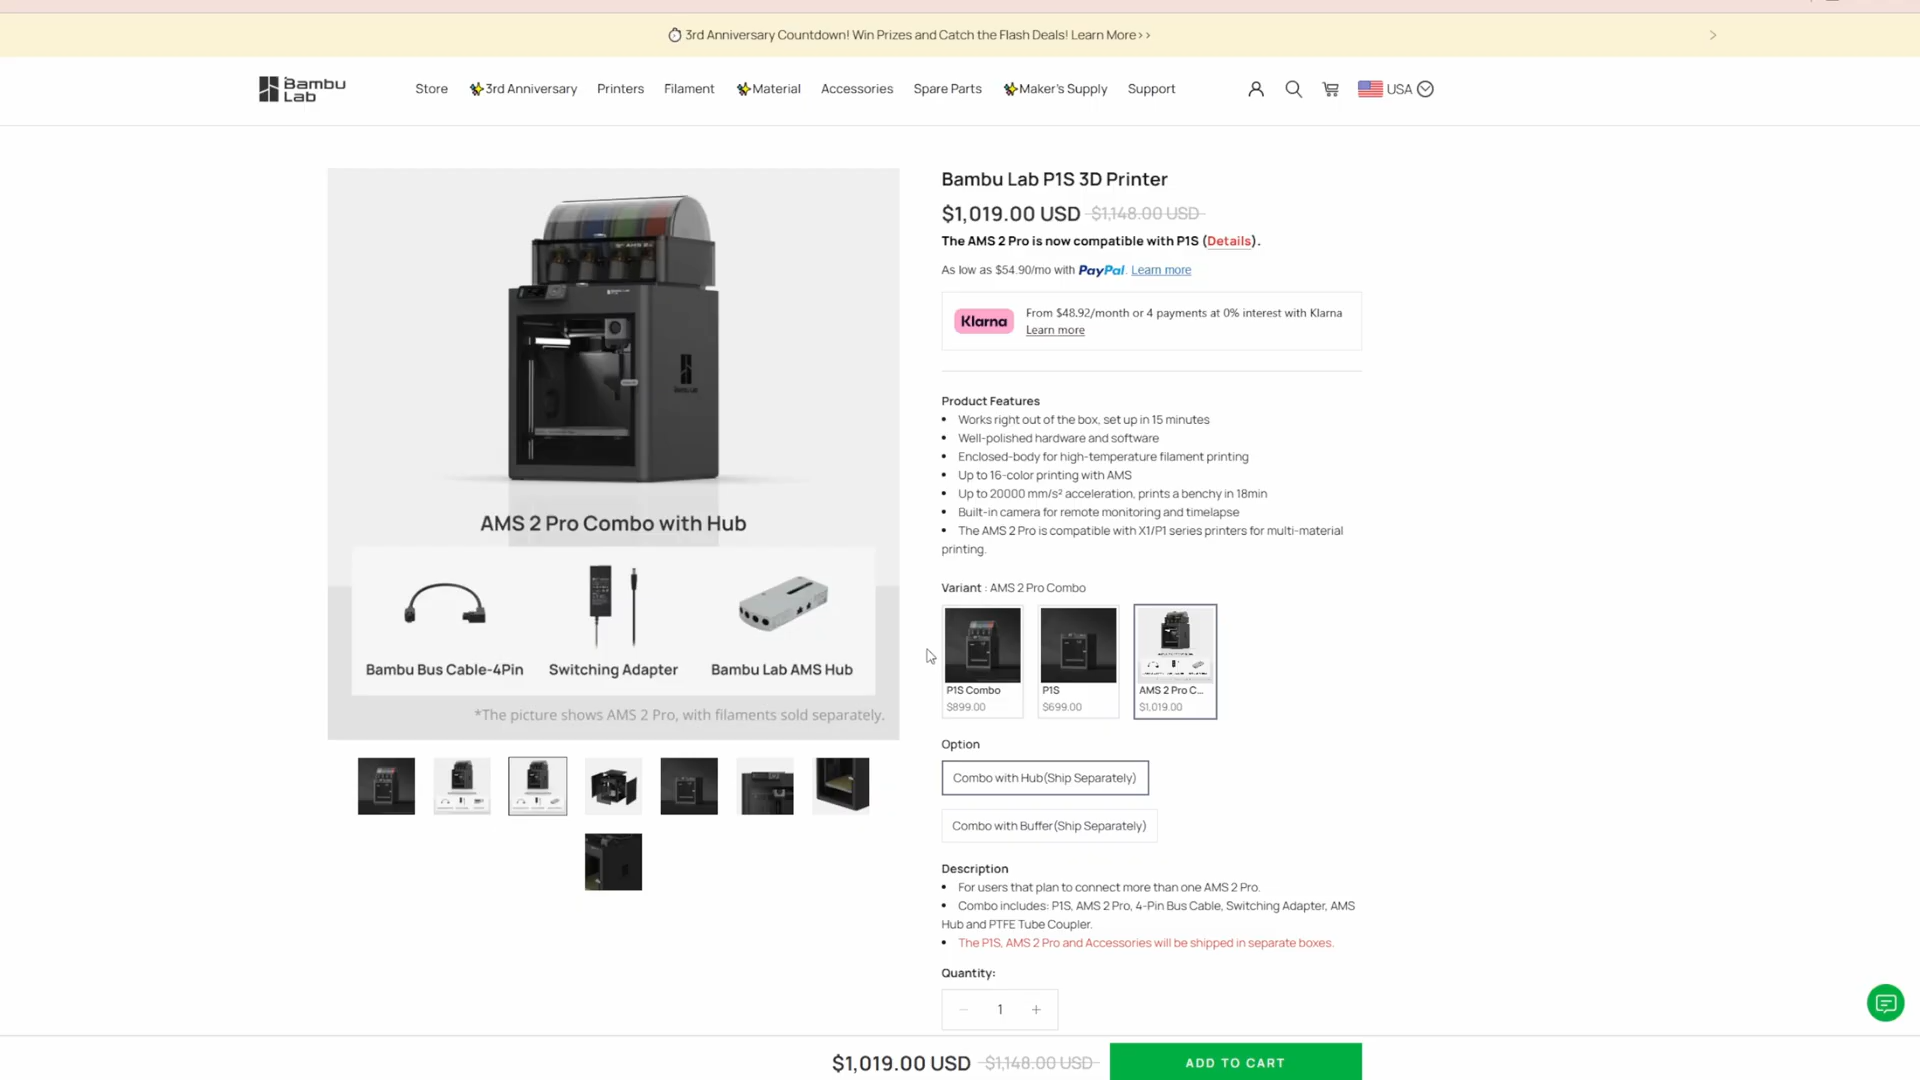 3rd Anniversary Countdown! Win Prizes and Catch the Flash Deals! Learn More>>
Bambu Lab
Store
3rd Anniversary
Printers
Filament
Material
Accessories
Spare Parts
Maker's Supply
Support
USA
AMS 2 Pro Combo with Hub
Bambu Bus Cable-4Pin
Switching Adapter
Bambu Lab AMS Hub
*The picture shows AMS 2 Pro, with filaments sold separately.
Bambu Lab P1S 3D Printer
$1,019.00 USD $1,148.00 USD
The AMS 2 Pro is now compatible with P1S (Details).
As low as $54.90/mo with PayPal. Learn more
Klarna
From $48.92/month or 4 payments at 0% interest with Klarna
Learn more
Product Features
• Works right out of the box, set up in 15 minutes
• Well-polished hardware and software
• Enclosed-body for high-temperature filament printing
• Up to 16-color printing with AMS
• Up to 20000 mm/s² acceleration, prints a benchy in 18min
• Built-in camera for remote monitoring and timelapse
• The AMS 2 Pro is compatible with X1/P1 series printers for multi-material
printing.
Variant : AMS 2 Pro Combo
P1S Combo
$899.00
P1S
$699.00
AMS 2 Pro C...
$1,019.00
Option
Combo with Hub(Ship Separately)
Combo with Buffer(Ship Separately)
Description
• For users that plan to connect more than one AMS 2 Pro.
• Combo includes: P1S, AMS 2 Pro, 4-Pin Bus Cable, Switching Adapter, AMS
Hub and PTFE Tube Coupler.
• The P1S, AMS 2 Pro and Accessories will be shipped in separate boxes.
Quantity:
1
$1,019.00 USD $1,148.00 USD
ADD TO CART